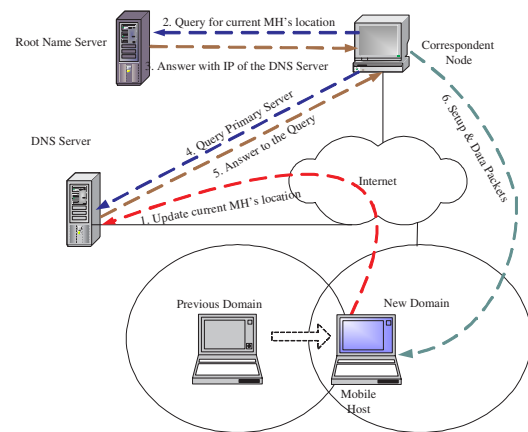 2. Query for current MH's location
Root Name Server
Correspondent
Node
3. Answer with IP of the DNS Server
4. Query Primary Server
5. Answer to the Query
6. Setup & Data Packets
DNS Server
Internet
1. Update current MH's location
Previous Domain
New Domain
Mobile
Host